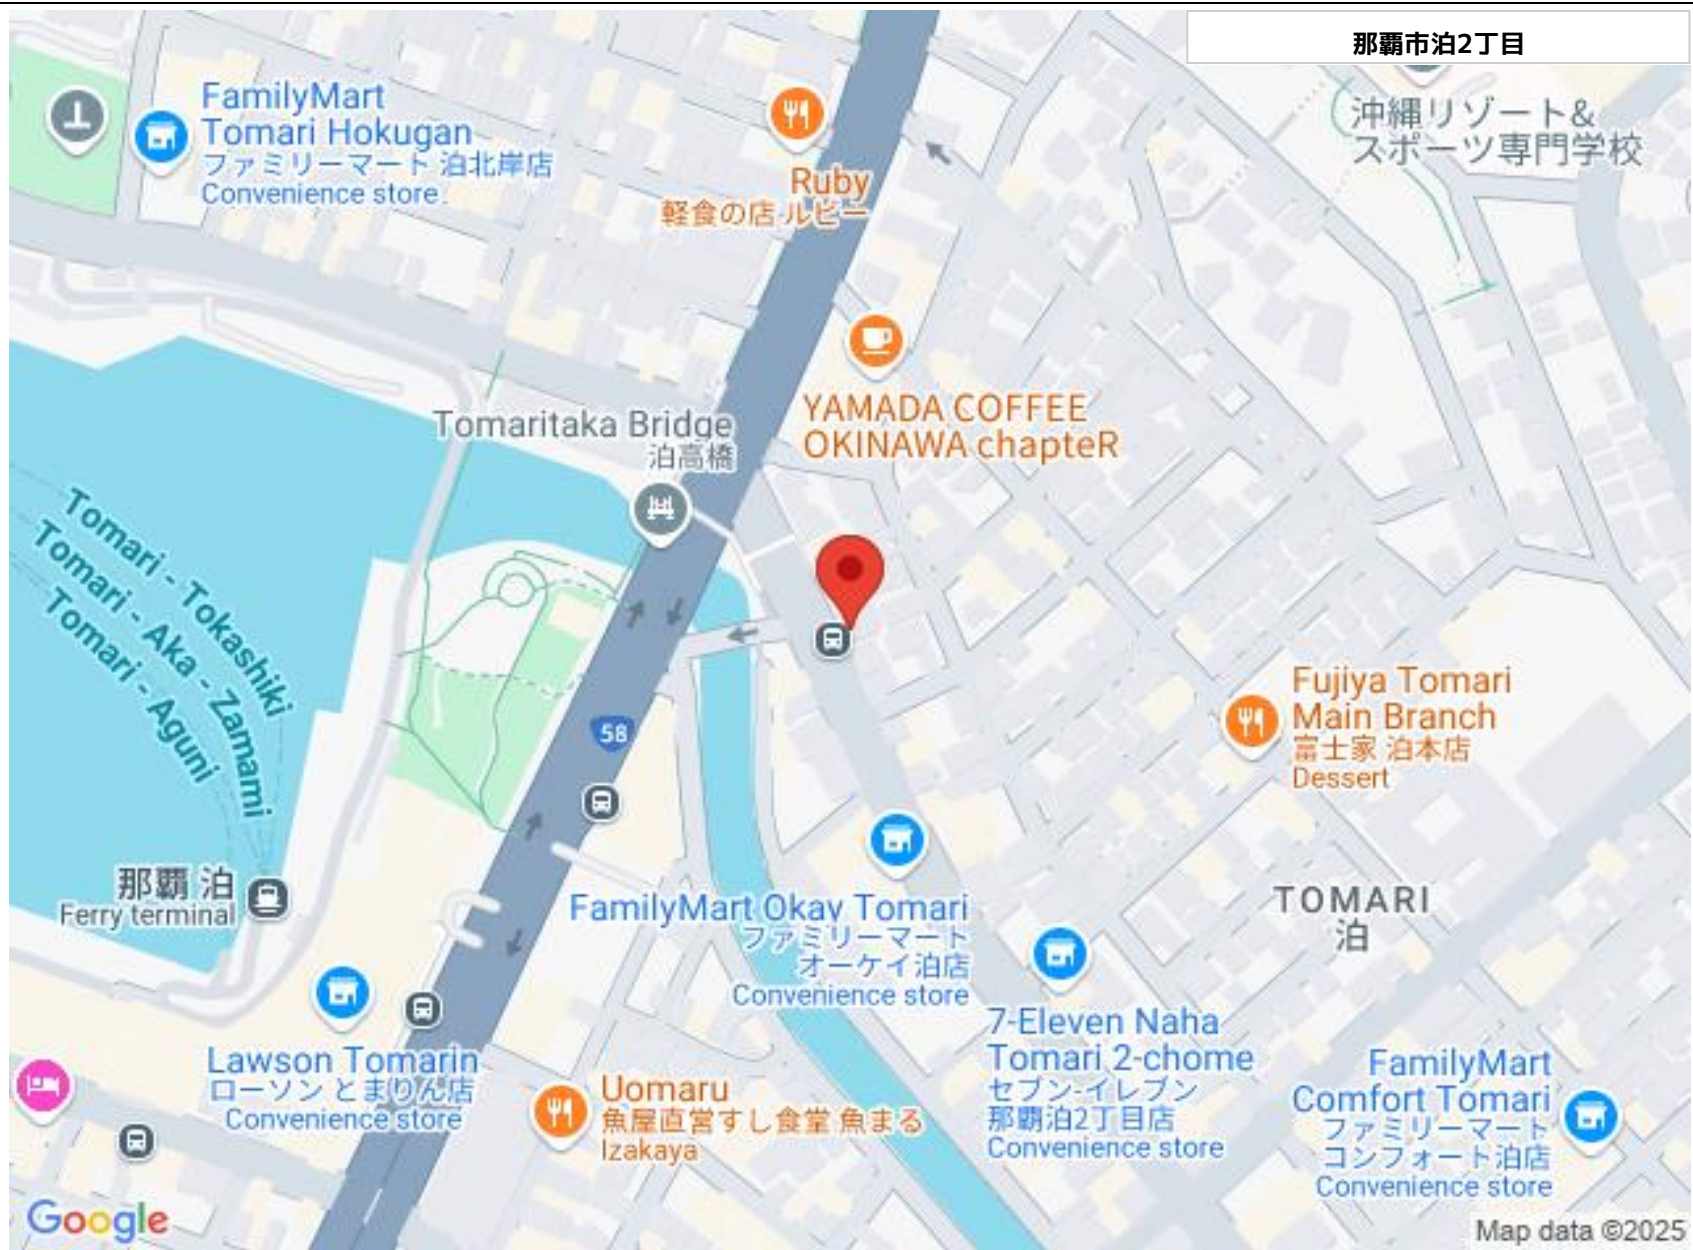 那覇市泊2丁目
FamilyMart
Tomari Hokugan
ファミリーマート 泊北岸店
Convenience store
沖縄リゾート&
スポーツ専門学校
Ruby
軽食の店 ルビー
YAMADA COFFEE
OKINAWA chapteR
Tomaritaka Bridge
泊高橋
Tomari - Tokashiki
Tomari - Aka - Zamami
Tomari - Aguni
58
Fujiya Tomari
Main Branch
富士家 泊本店
Dessert
那覇 泊
Ferry terminal
FamilyMart Okay Tomari
ファミリーマート
オーケイ泊店
Convenience store
TOMARI
泊
7-Eleven Naha
Tomari 2-chome
セブン-イレブン
那覇泊2丁目店
Convenience store
Lawson Tomarin
ローソン とまりん店
Convenience store
Uomaru
魚屋直営すし食堂 魚まる
Izakaya
FamilyMart
Comfort Tomari
ファミリーマート
コンフォート泊店
Convenience store
Google
Map data ©2025